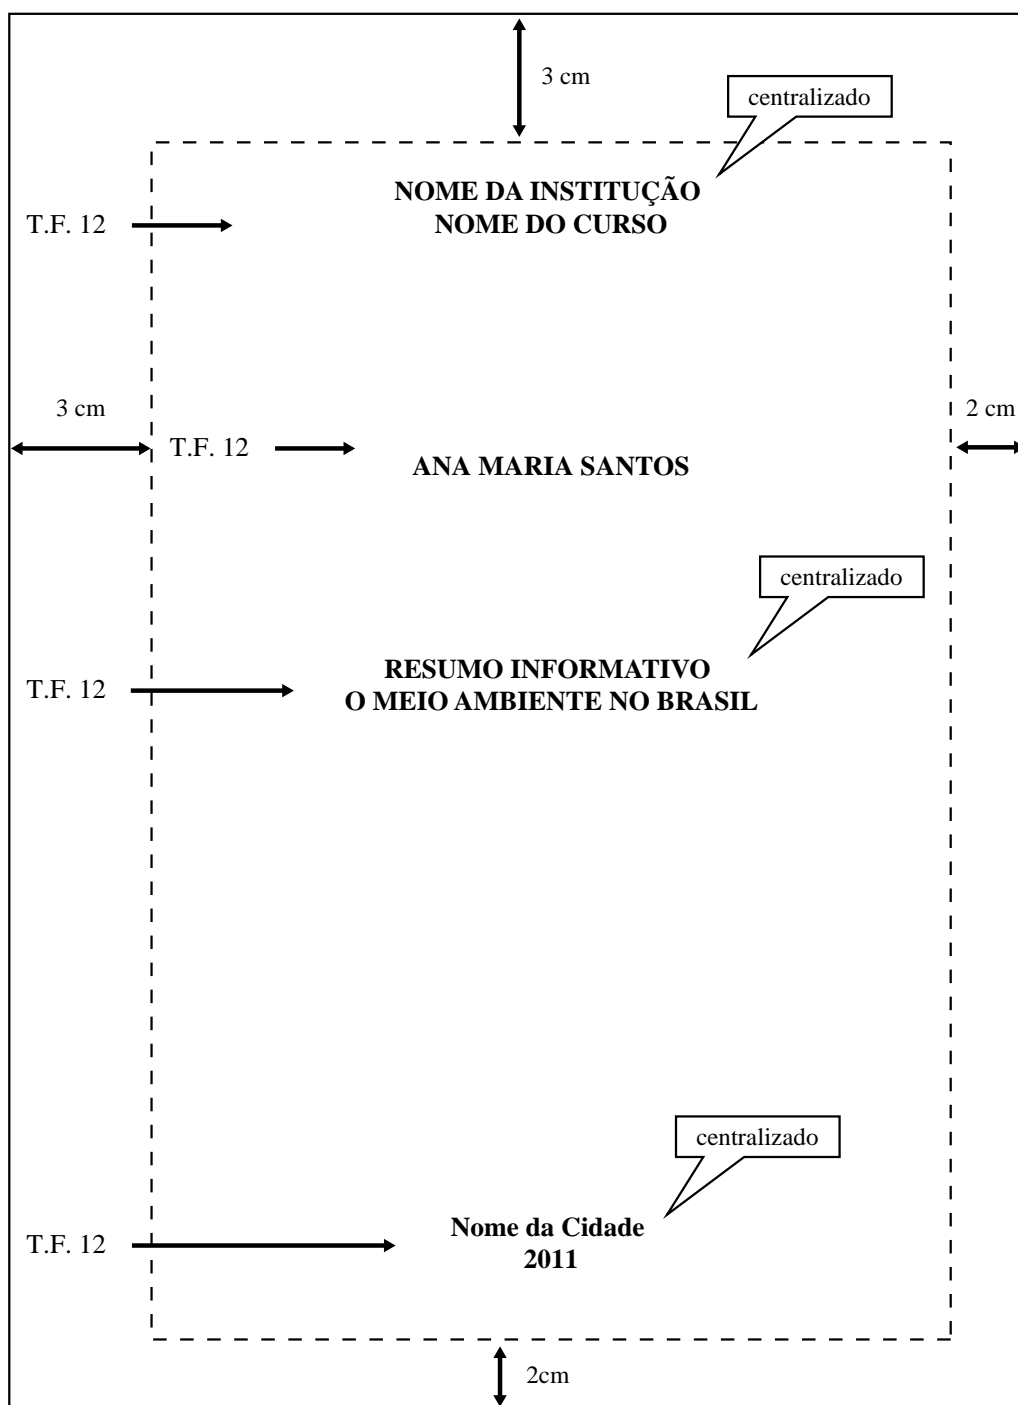 3 cm
centralizado
NOME DA INSTITUÇÃO
T.F. 12
NOME DO CURSO
3 cm
2 cm
T.F. 12
ANA MARIA SANTOS
centralizado
RESUMO INFORMATIVO
T.F. 12
O MEIO AMBIENTE NO BRASIL
centralizado
Nome da Cidade
T.F. 12
2011
2cm